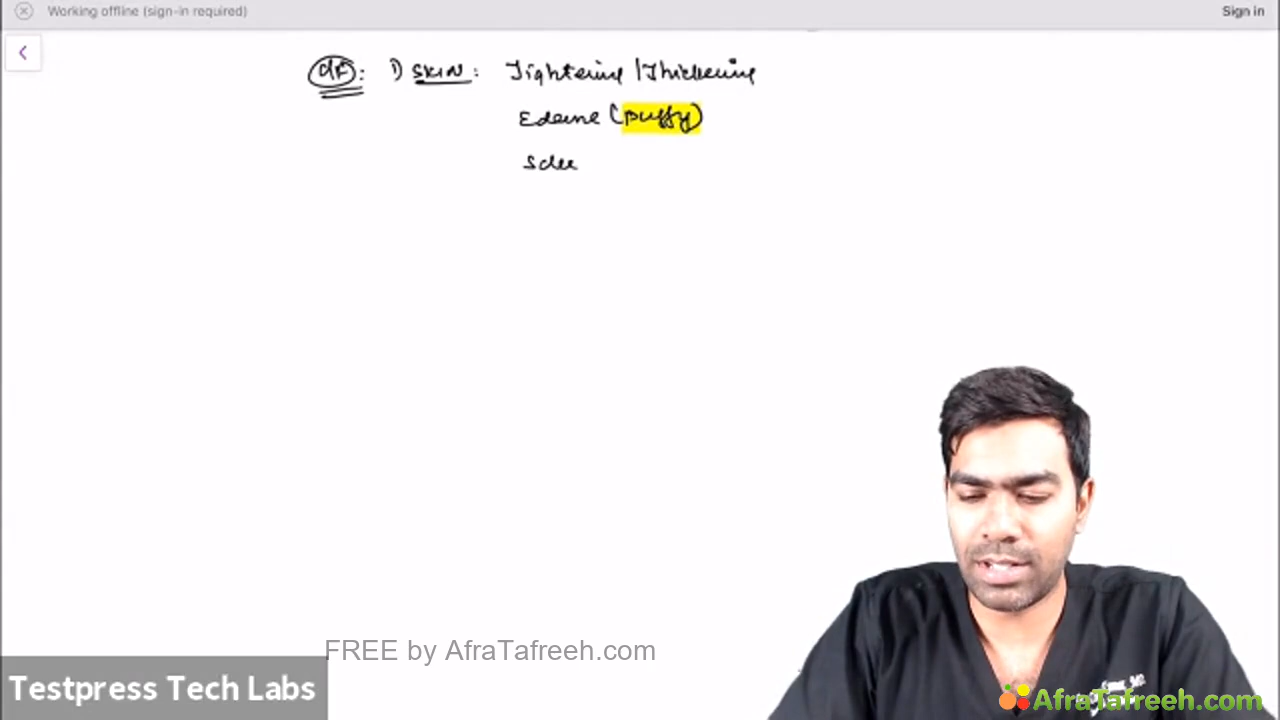 Working offline (sign-in required)
Sign in
C/F: 1) SKIN: Tightening / Thickening
Edema (Puffy)
Scle
FREE by AfraTafreeh.com
Testpress Tech Labs
AfraTafreeh.com